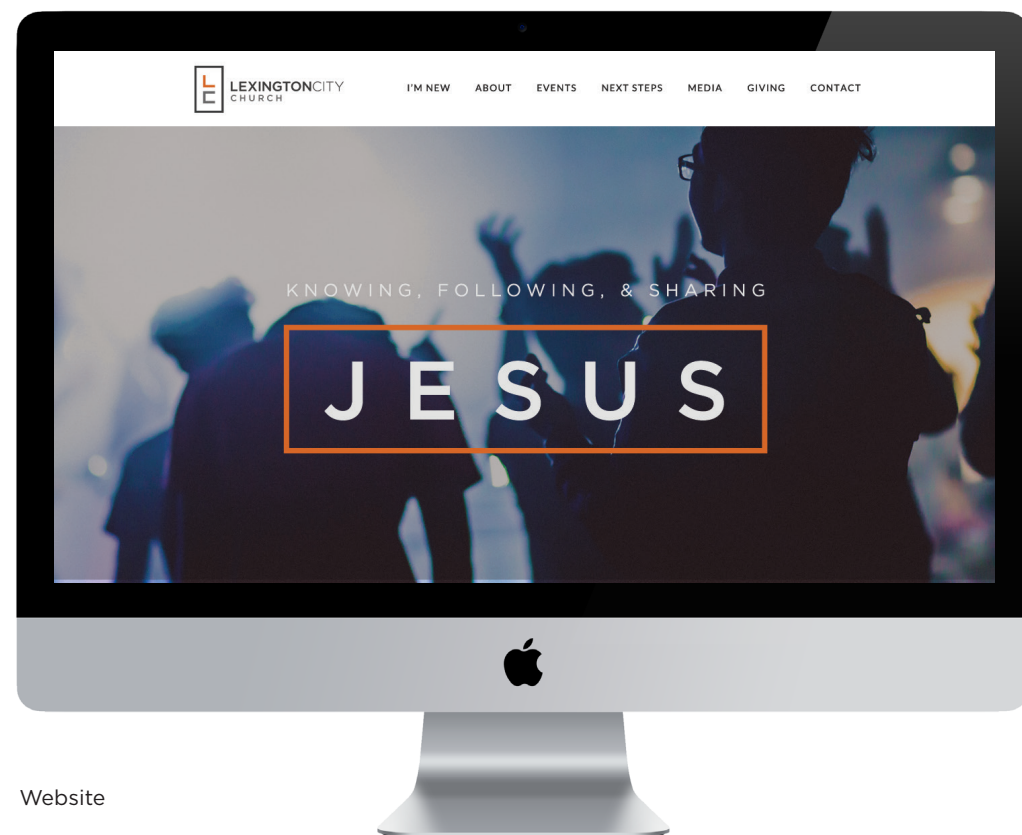 LEXINGTONCITY
CHURCH
I'M NEW ABOUT EVENTS NEXT STEPS MEDIA GIVING CONTACT
KNOWING, FOLLOWING, & SHARING
JESUS
Website